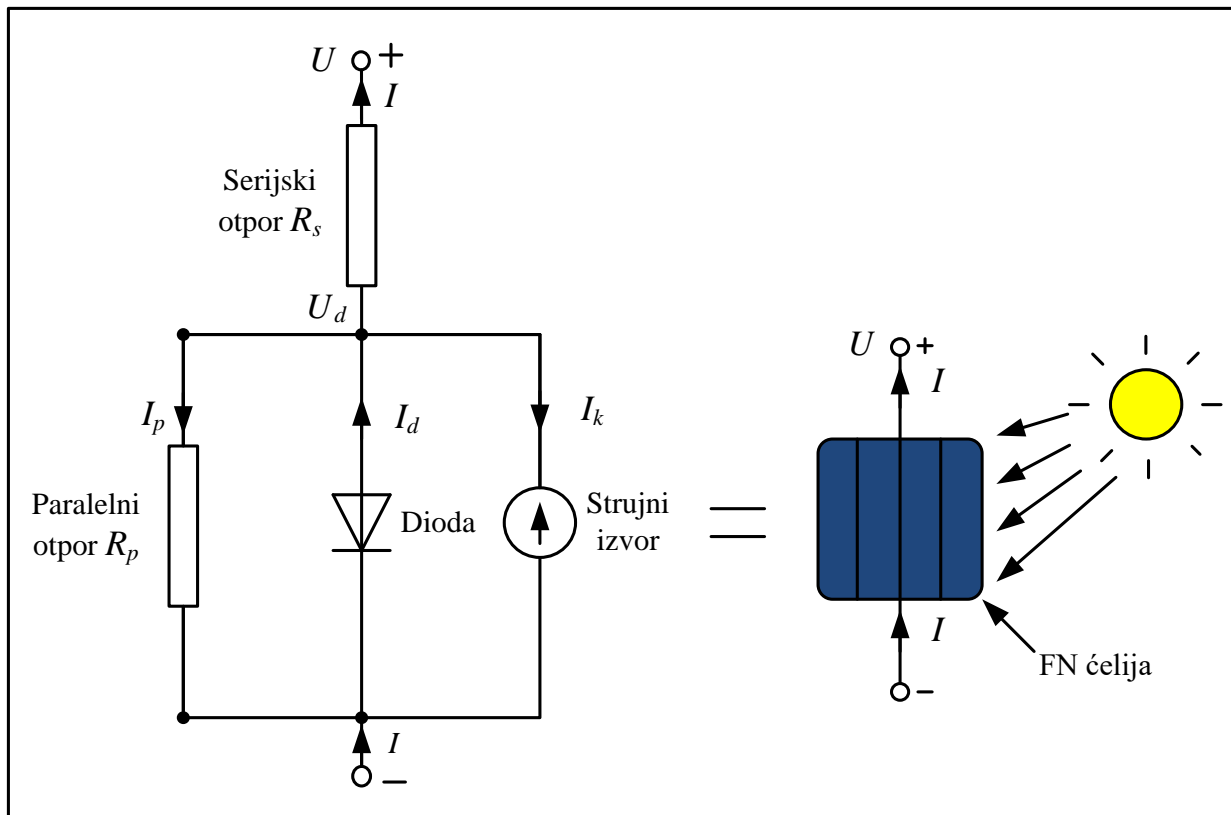 U +
I
Serijski
otpor Rs
Ud
Ip
Id
Ik
Paralelni
otpor Rp
Dioda
Strujni
izvor
I
−
=
U +
I
I
−
FN ćelija